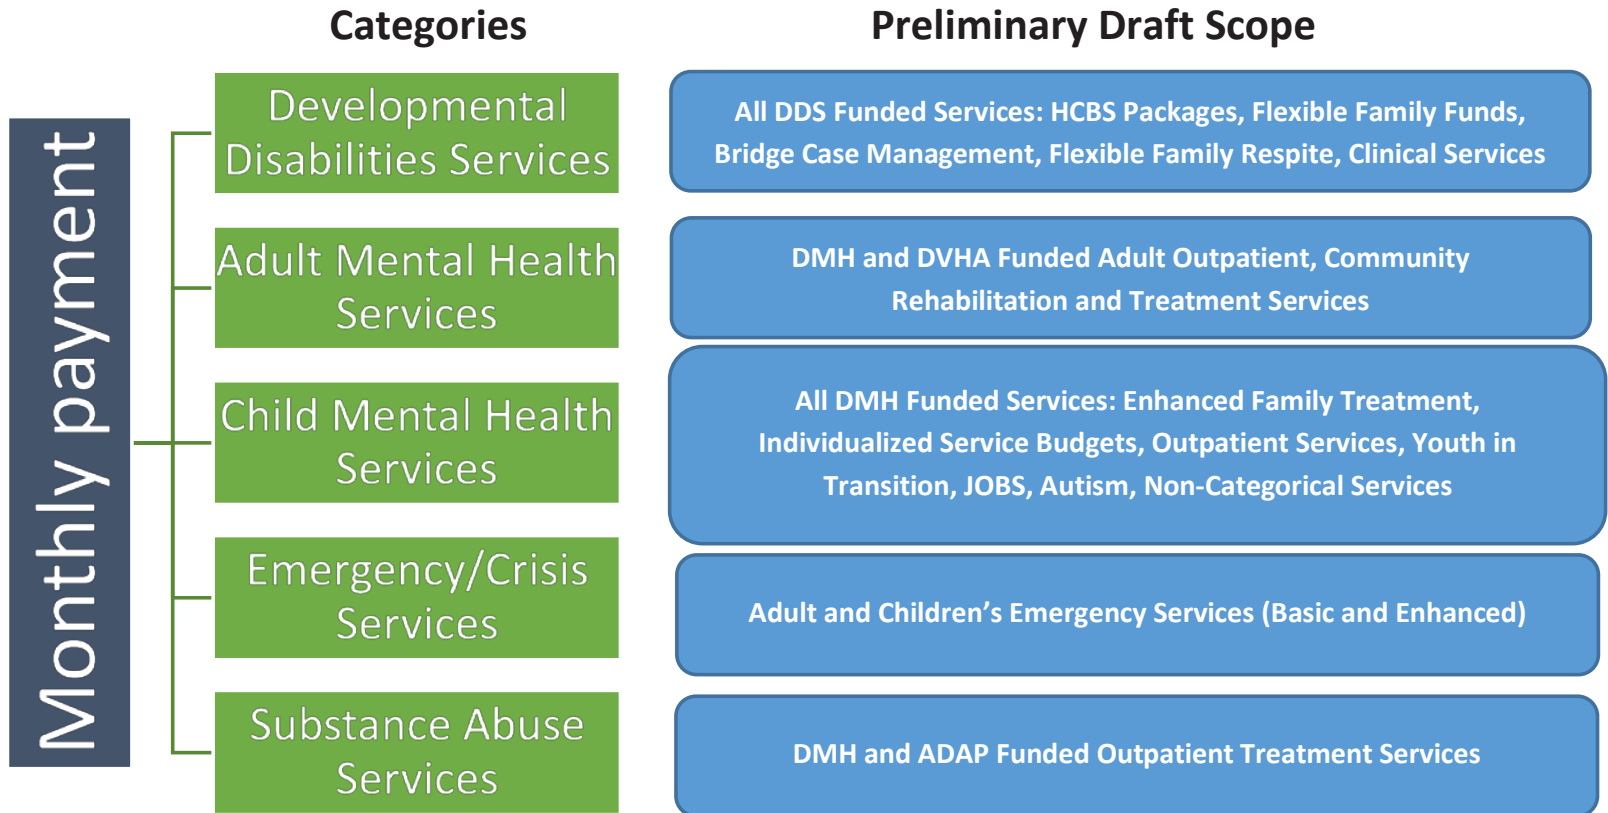 Categories
Preliminary Draft Scope
Monthly payment
Developmental
Disabilities Services
All DDS Funded Services: HCBS Packages, Flexible Family Funds,
Bridge Case Management, Flexible Family Respite, Clinical Services
Adult Mental Health
Services
DMH and DVHA Funded Adult Outpatient, Community
Rehabilitation and Treatment Services
Child Mental Health
Services
All DMH Funded Services: Enhanced Family Treatment,
Individualized Service Budgets, Outpatient Services, Youth in
Transition, JOBS, Autism, Non-Categorical Services
Emergency/Crisis
Services
Adult and Children’s Emergency Services (Basic and Enhanced)
Substance Abuse
Services
DMH and ADAP Funded Outpatient Treatment Services